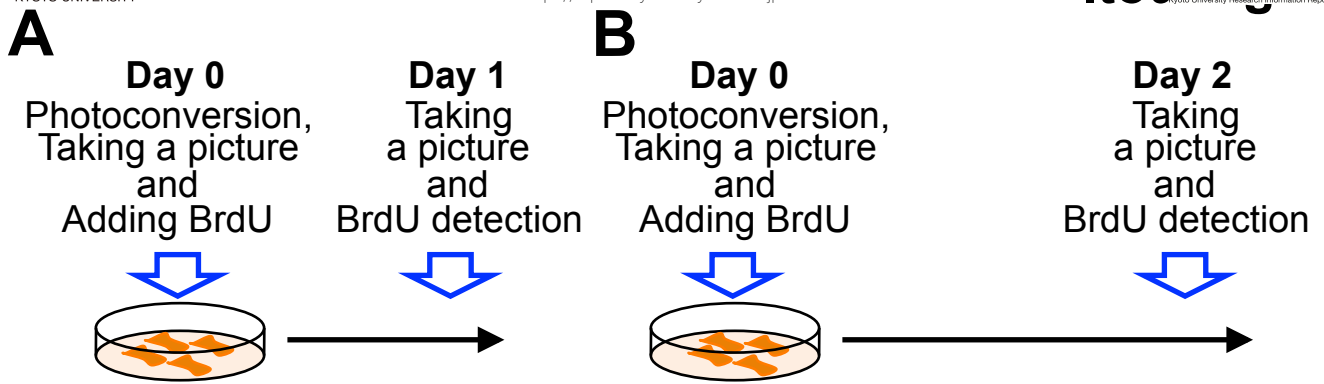 A
Day 0
Photoconversion,
Taking a picture
and
Adding BrdU
Day 1
Taking
a picture
and
BrdU detection
B
Day 0
Photoconversion,
Taking a picture
and
Adding BrdU
Day 2
Taking
a picture
and
BrdU detection